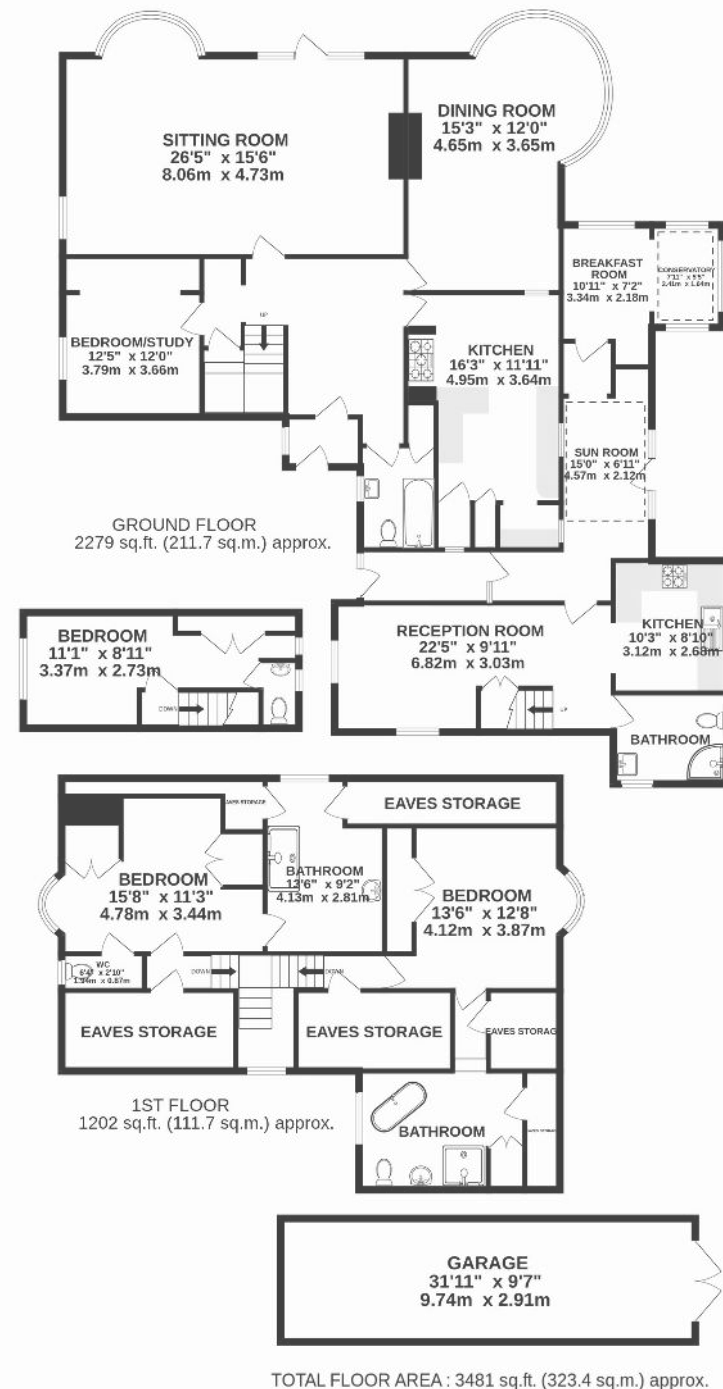 SITTING ROOM
26'5" x 15'6"
8.06m x 4.73m
DINING ROOM
15'3" x 12'0"
4.65m x 3.65m
BREAKFAST
ROOM
10'11" x 7'2"
3.34m x 2.18m
CONSERVATORY
UP
BEDROOM/STUDY
12'5" x 12'0"
3.79m x 3.66m
KITCHEN
16'3" x 11'11"
4.95m x 3.64m
SUN ROOM
15'0" x 6'11"
4.57m x 2.12m
GROUND FLOOR
2279 sq.ft. (211.7 sq.m.) approx.
BEDROOM
11'1" x 8'11"
3.37m x 2.73m
DOWN
RECEPTION ROOM
22'5" x 9'11"
6.82m x 3.03m
UP
KITCHEN
10'3" x 8'10"
3.12m x 2.68m
BATHROOM
EAVES STORAGE
EAVES STORAGE
BEDROOM
15'8" x 11'3"
4.78m x 3.44m
BATHROOM
13'6" x 9'2"
4.13m x 2.81m
BEDROOM
13'6" x 12'8"
4.12m x 3.87m
WC
6'4" x 2'10"
DOWN
DOWN
EAVES STORAGE
EAVES STORAGE
EAVES STORAG
1ST FLOOR
1202 sq.ft. (111.7 sq.m.) approx.
BATHROOM
GARAGE
31'11" x 9'7"
9.74m x 2.91m
TOTAL FLOOR AREA : 3481 sq.ft. (323.4 sq.m.) approx.